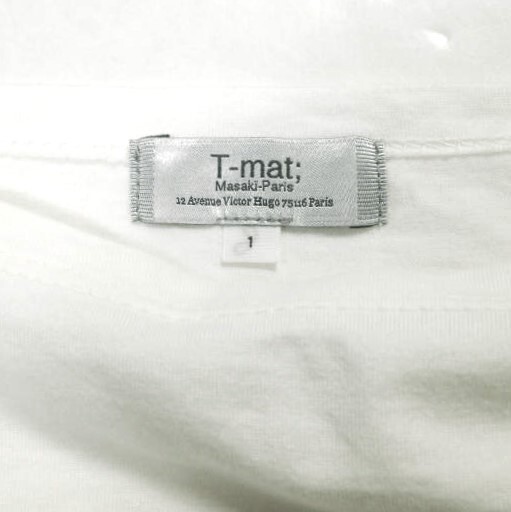 T-mat;
Masaki-Paris
12 Avenue Victor Hugo 75116 Paris
1